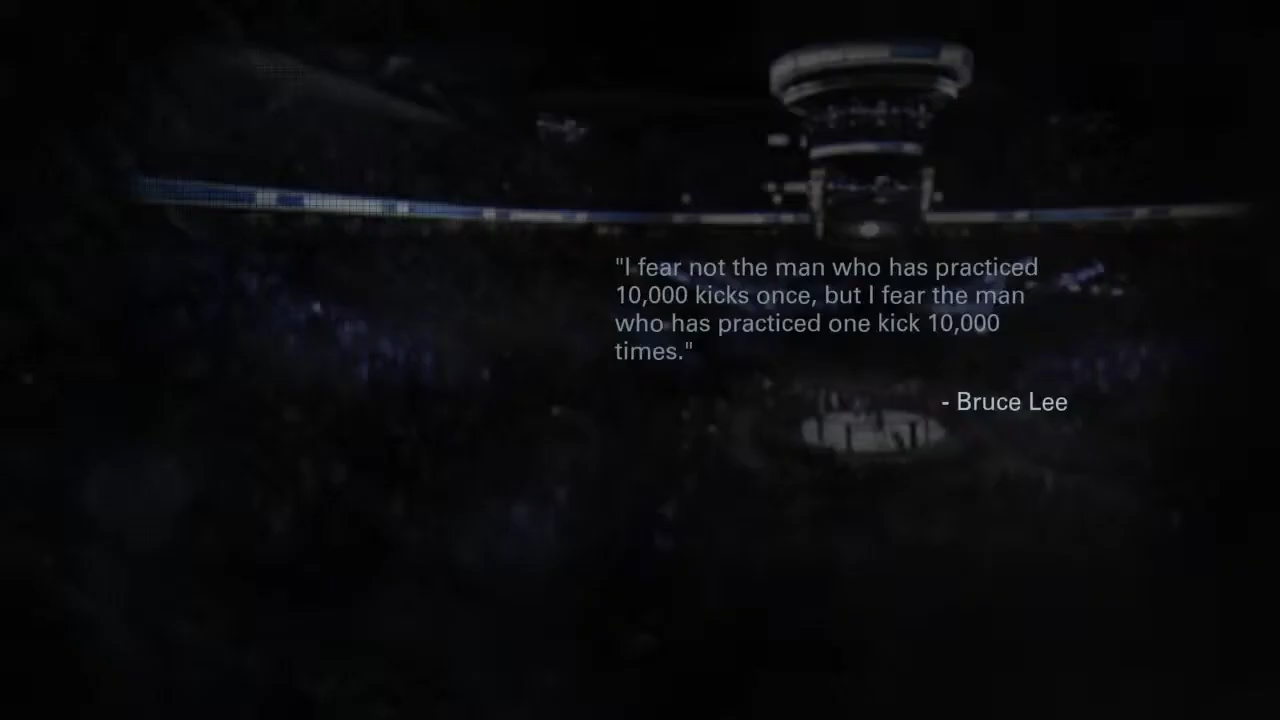 "I fear not the man who has practiced
10,000 kicks once, but I fear the man
who has practiced one kick 10,000
times."
- Bruce Lee